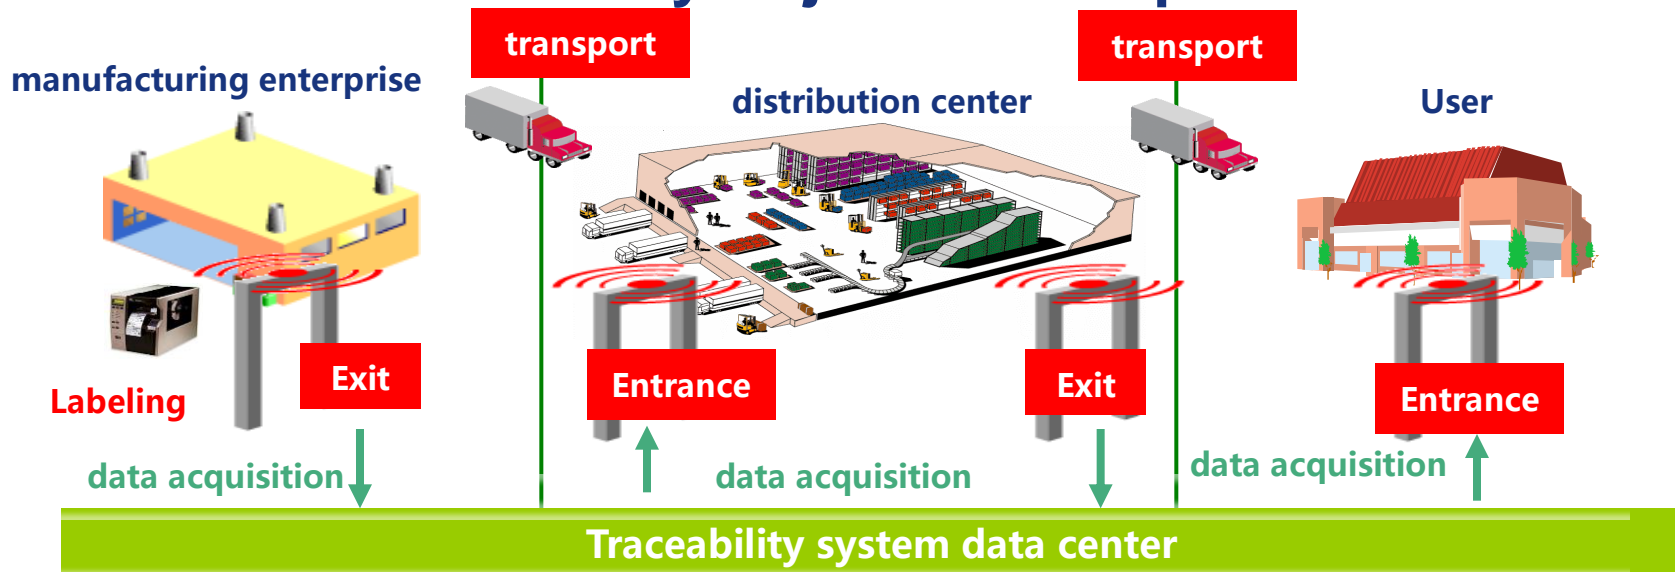 transport
transport
manufacturing enterprise
distribution center
User
Labeling
Exit
Entrance
Exit
Entrance
data acquisition
data acquisition
data acquisition
Traceability system data center